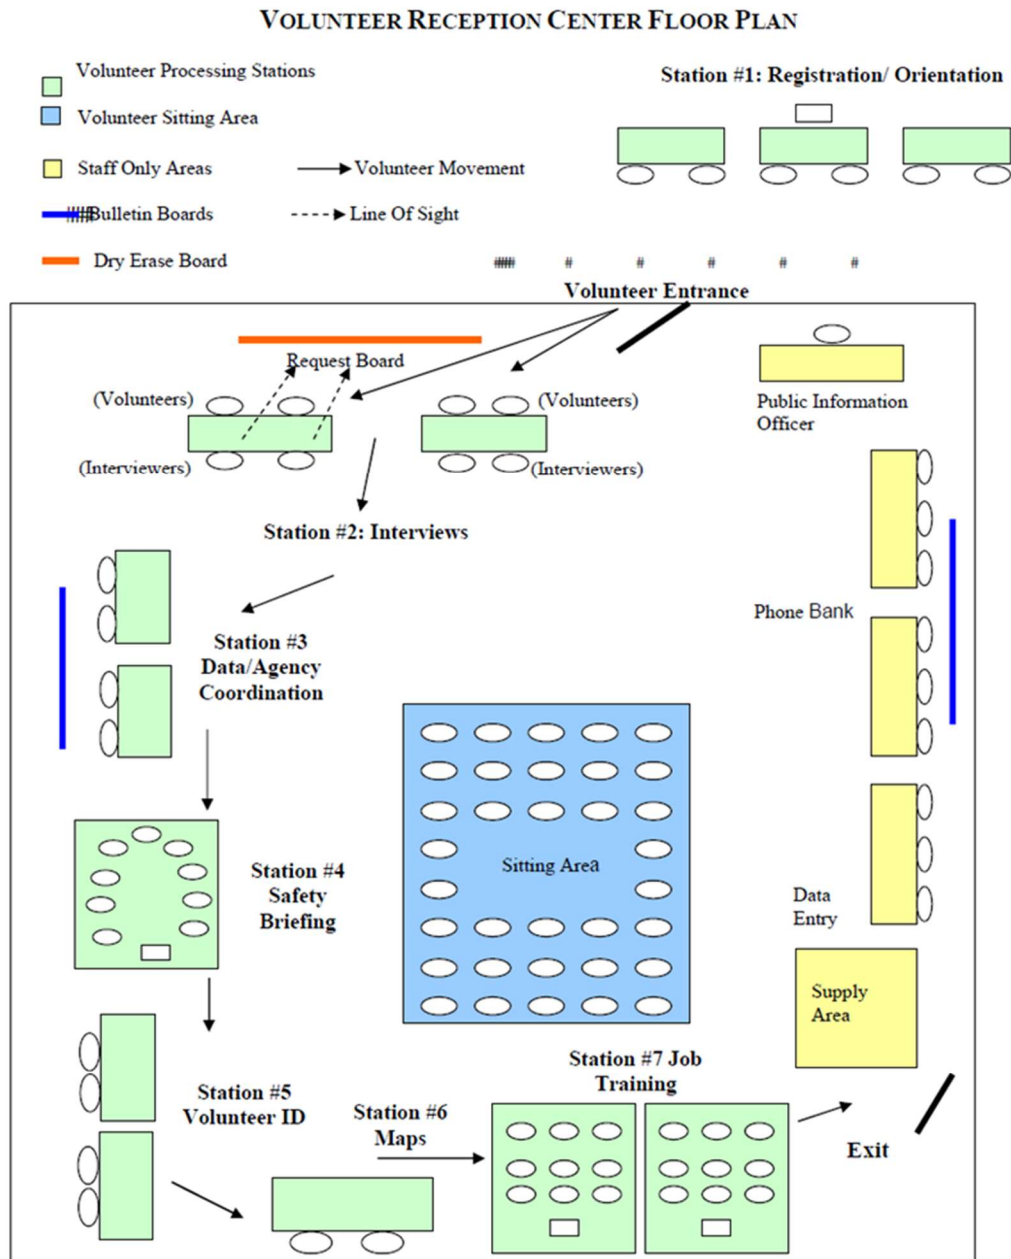 VOLUNTEER RECEPTION CENTER FLOOR PLAN
Volunteer Processing Stations
Station #1: Registration/ Orientation
Volunteer Sitting Area
Staff Only Areas
Volunteer Movement
####Bulletin Boards
Line Of Sight
Dry Erase Board
##### # # # # #
Volunteer Entrance
Request Board
(Volunteers)
(Volunteers)
Public Information
Officer
(Interviewers)
(Interviewers)
Station #2: Interviews
Phone Bank
Station #3
Data/Agency
Coordination
Station #4
Safety
Briefing
Sitting Area
Data
Entry
Supply
Area
Station #5
Volunteer ID
Station #6
Maps
Station #7 Job
Training
Exit